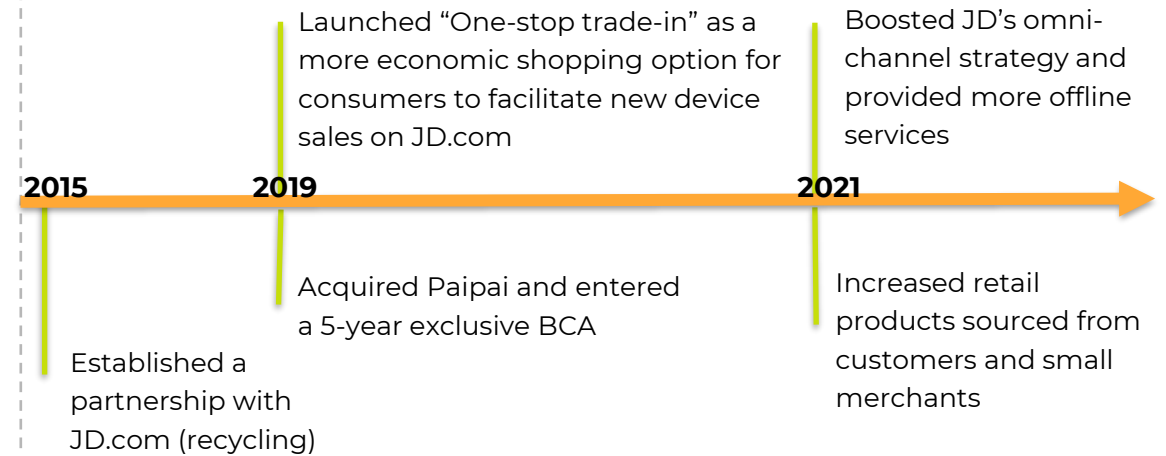 Launched “One-stop trade-in” as a
more economic shopping option for
consumers to facilitate new device
sales on JD.com
Boosted JD’s omni-
channel strategy and
provided more offline
services
2015
2019
2021
Acquired Paipai and entered
a 5-year exclusive BCA
Increased retail
products sourced from
customers and small
merchants
Established a
partnership with
JD.com (recycling)